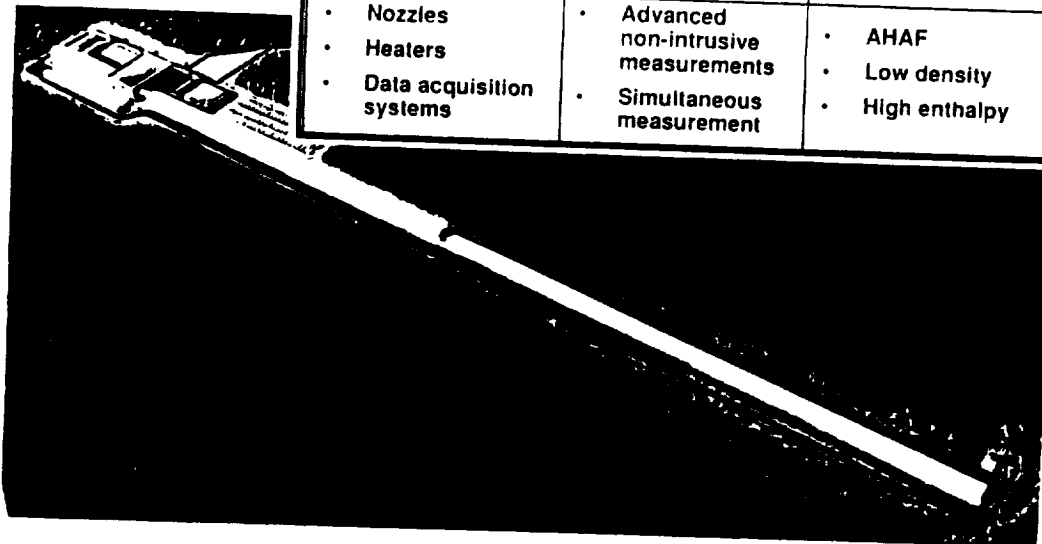 • Nozzles
• Heaters
• Data acquisition
systems
• Advanced
non-intrusive
measurements
• Simultaneous
measurement
• AHAF
• Low density
• High enthalpy